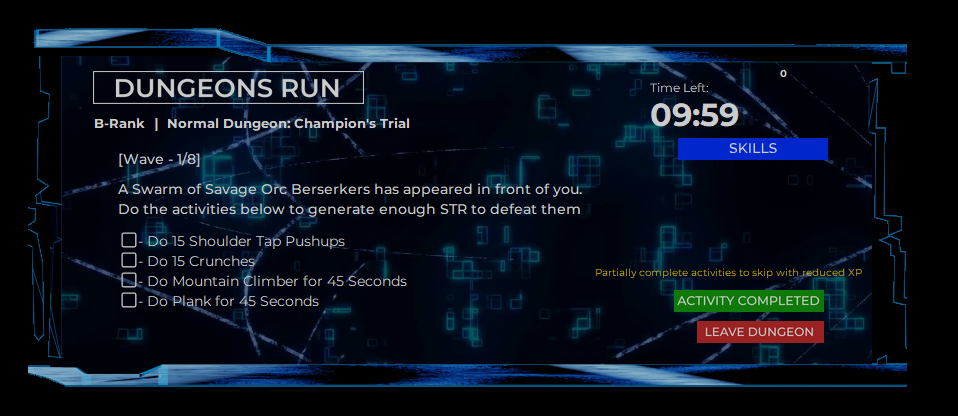 DUNGEONS RUN
B-Rank | Normal Dungeon: Champion's Trial
0
Time Left:
09:59
SKILLS
[Wave - 1/8]
A Swarm of Savage Orc Berserkers has appeared in front of you.
Do the activities below to generate enough STR to defeat them
- Do 15 Shoulder Tap Pushups
- Do 15 Crunches
- Do Mountain Climber for 45 Seconds
- Do Plank for 45 Seconds
Partially complete activities to skip with reduced XP
ACTIVITY COMPLETED
LEAVE DUNGEON